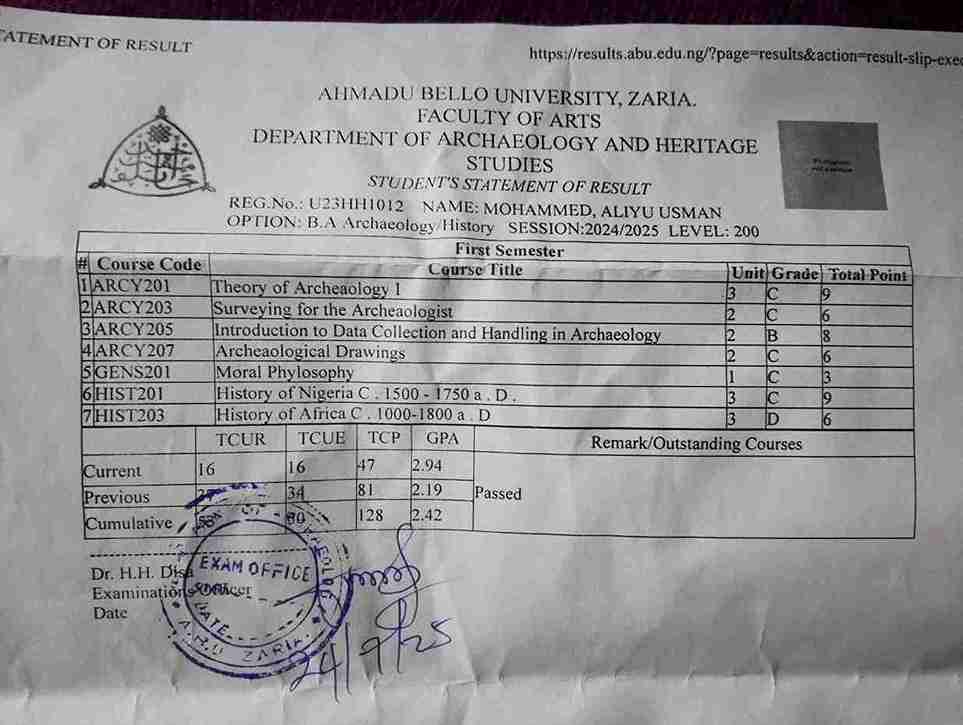 STATEMENT OF RESULT
https://results.abu.edu.ng/?page=results&action=result-slip-exec
AHMADU BELLO UNIVERSITY, ZARIA.
FACULTY OF ARTS
DEPARTMENT OF ARCHAEOLOGY AND HERITAGE
STUDIES
STUDENT'S STATEMENT OF RESULT
REG.No.: U23HH1012 NAME: MOHAMMED, ALIYU USMAN
OPTION: B.A Archaeology/History SESSION:2024/2025 LEVEL: 200
First Semester
# Course Code Course Title Unit Grade Total Point
1 ARCY201 Theory of Archeaology 1 3 C 9
2 ARCY203 Surveying for the Archeaologist 2 C 6
3 ARCY205 Introduction to Data Collection and Handling in Archaeology 2 B 8
4 ARCY207 Archeaological Drawings 2 C 6
5 GENS201 Moral Phylosophy 1 C 3
6 HIST201 History of Nigeria C . 1500 - 1750 a . D . 3 C 9
7 HIST203 History of Africa C . 1000-1800 a . D 3 D 6
TCUR TCUE TCP GPA Remark/Outstanding Courses
Current 16 16 47 2.94
Previous 34 81 2.19 Passed
Cumulative 128 2.42
Dr. H.H. Disa
Examinations Officer
Date
EXAM OFFICE
DATE
A.B.U ZARIA.
24/9/25